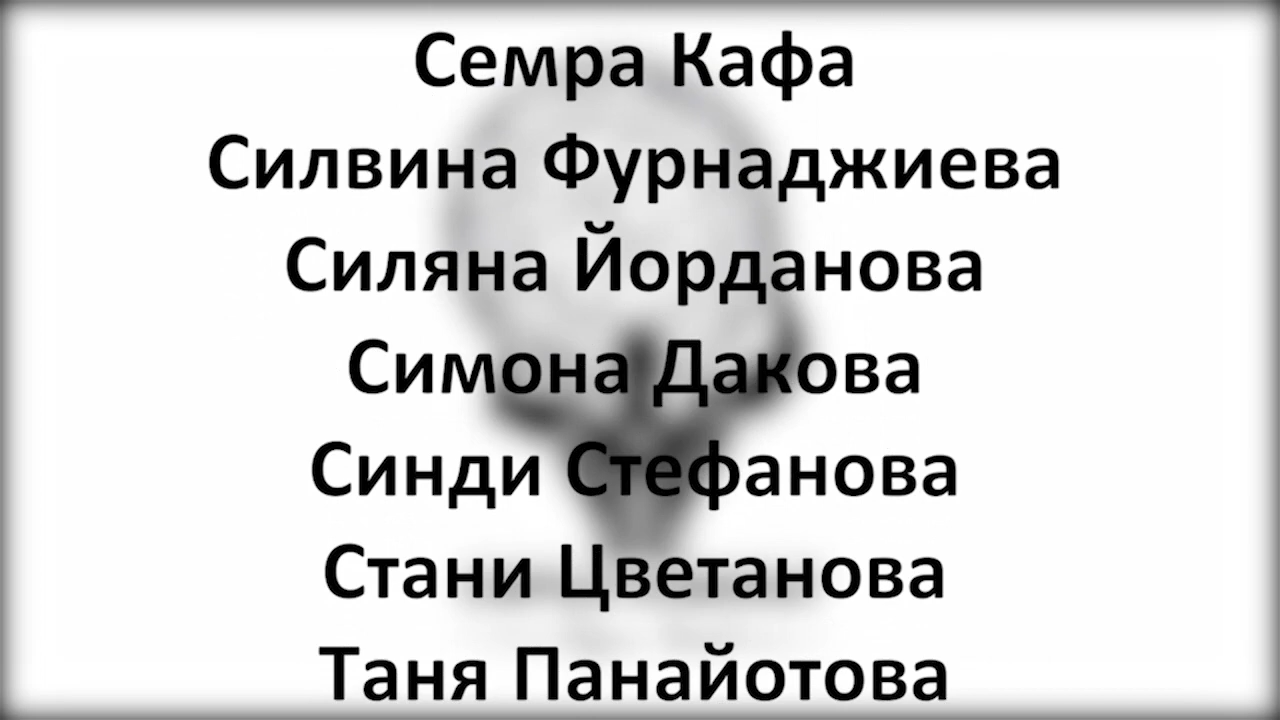 Семра Кафа
Силвина Фурнаджиева
Силяна Йорданова
Симона Дакова
Синди Стефанова
Стани Цветанова
Таня Панайотова